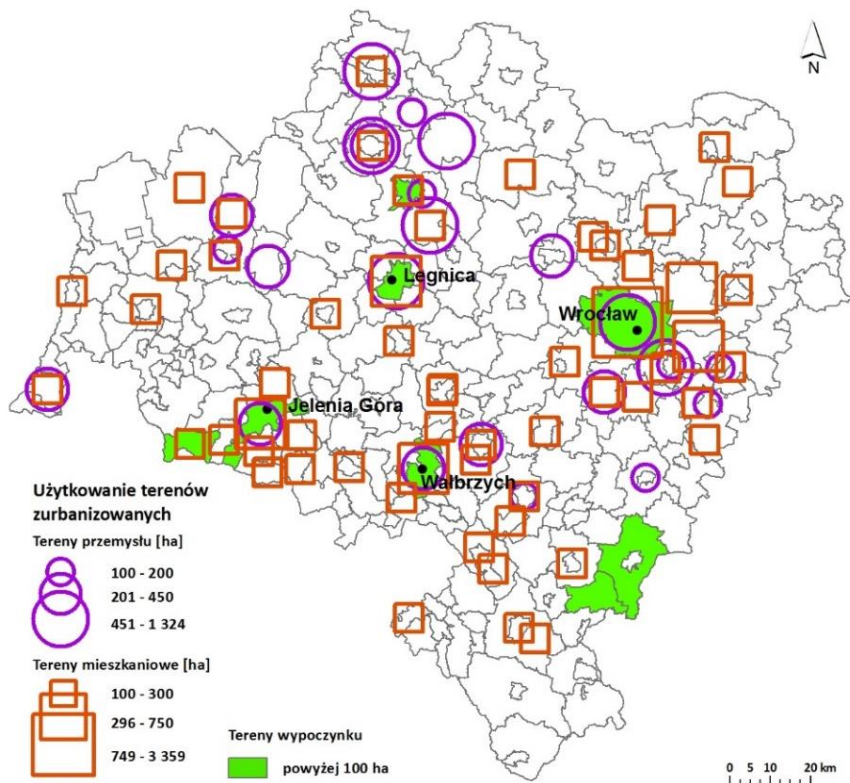 N
Legnica
Wrocław
Jelenia Góra
Wałbrzych
Użytkowanie terenów
zurbanizowanych
Tereny przemysłu [ha]
100 - 200
201 - 450
451 - 1 324
Tereny mieszkaniowe [ha]
100 - 300
296 - 750
749 - 3 359
Tereny wypoczynku
powyżej 100 ha
0 5 10 20 km